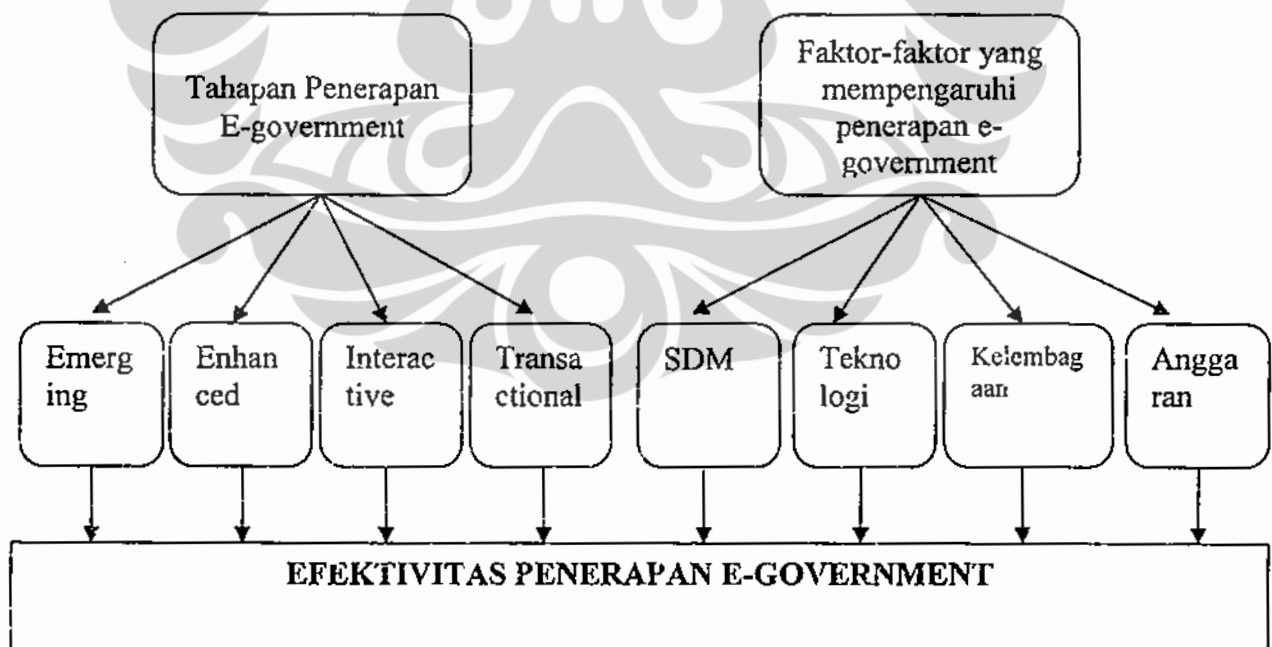 Tahapan Penerapan
E-government
Faktor-faktor yang
mempengaruhi
penerapan e-
government
Emerg
ing
Enhan
ced
Interac
tive
Transa
ctional
SDM
Tekno
logi
Kelembag
aan
Angga
ran
EFEKTIVITAS PENERAPAN E-GOVERNMENT